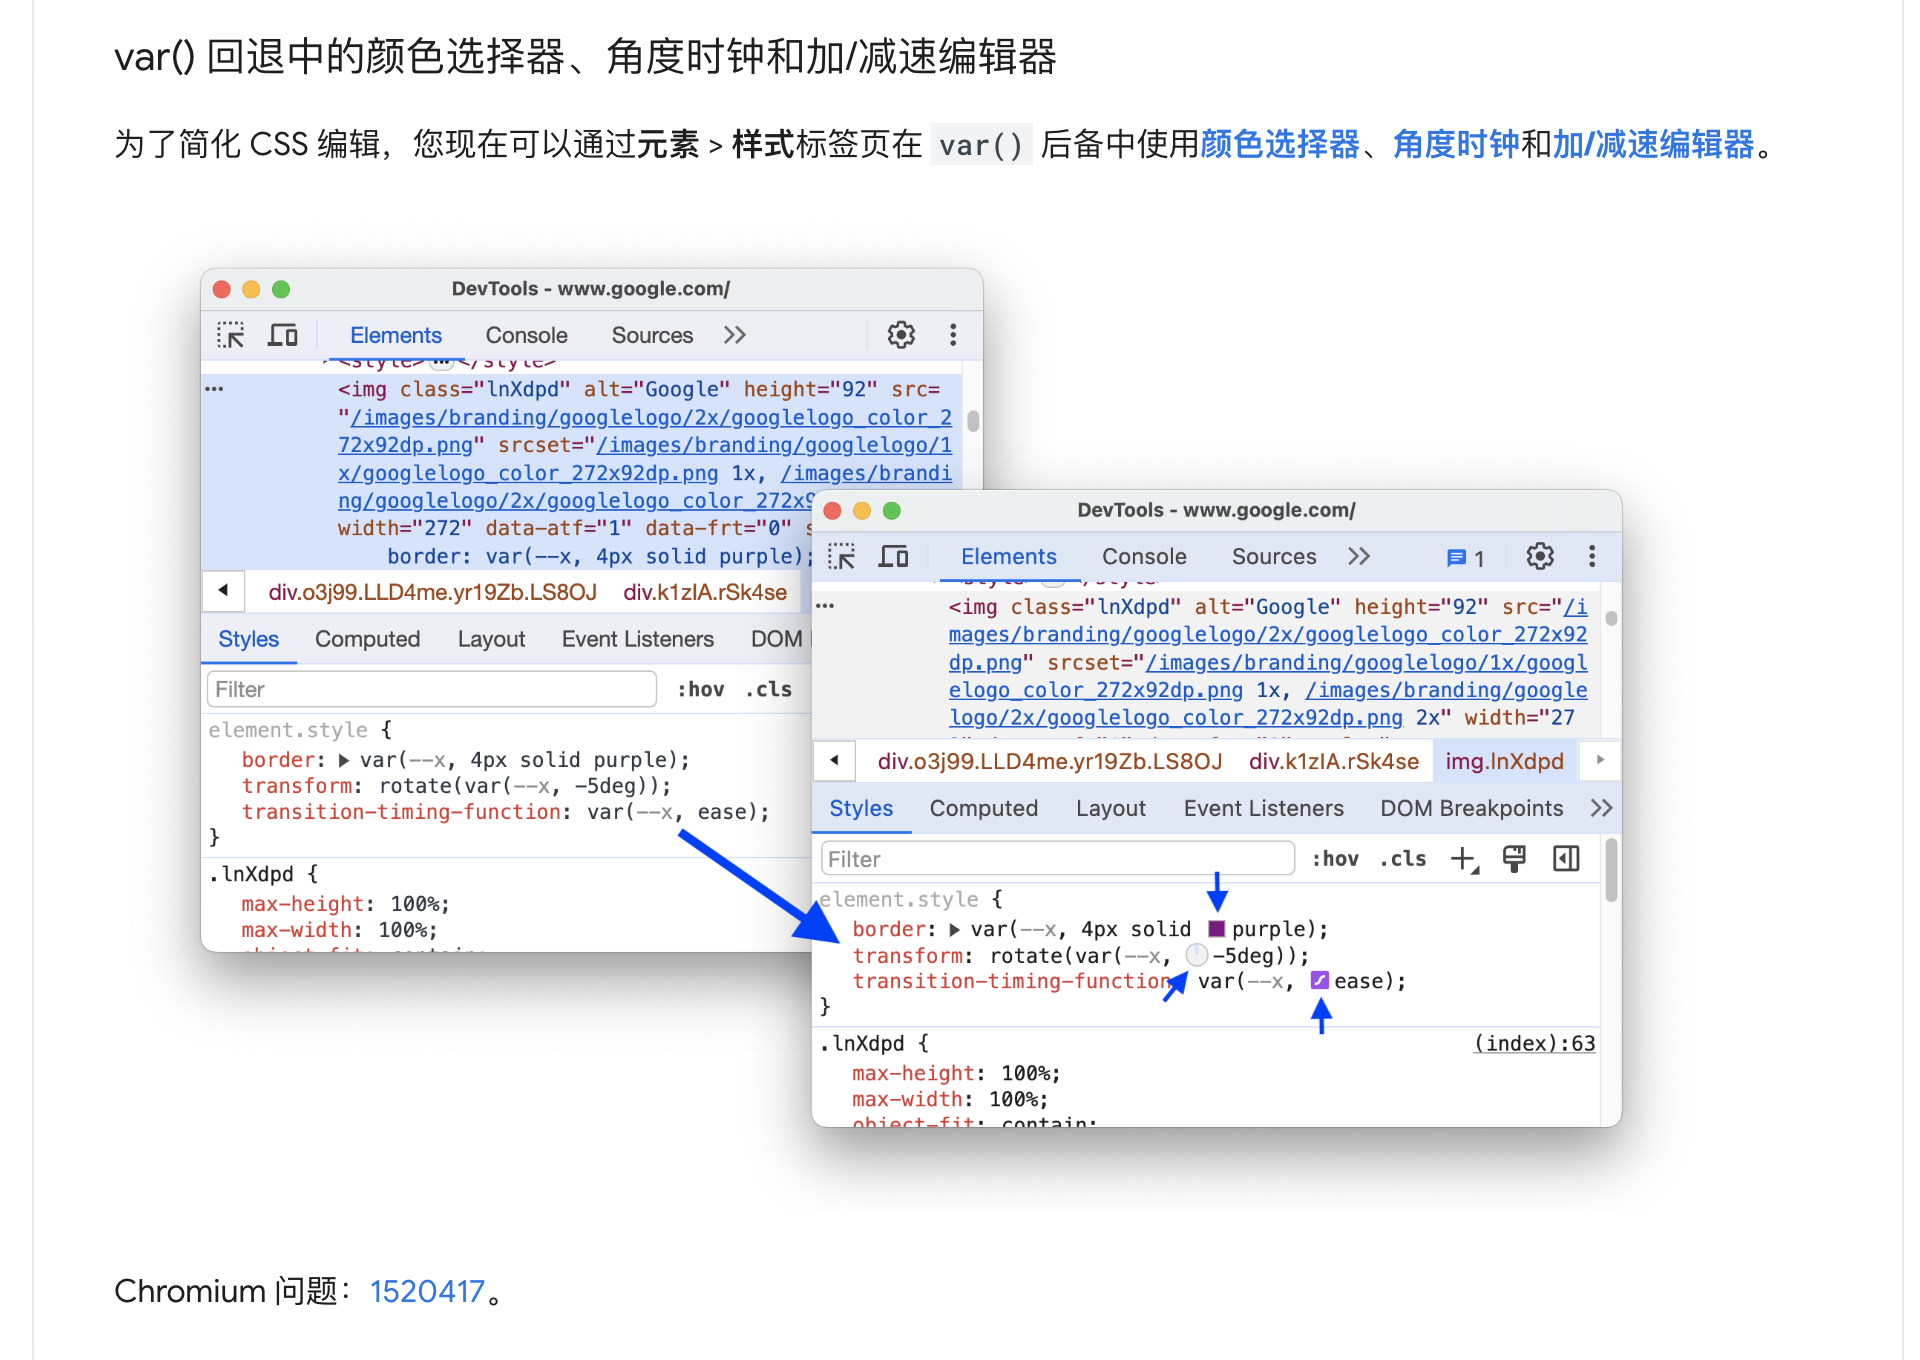 var() 回退中的颜色选择器、角度时钟和加/减速编辑器
为了简化 CSS 编辑，您现在可以通过元素 > 样式标签页在 var() 后备中使用颜色选择器、角度时钟和加/减速编辑器。
DevTools - www.google.com/
Elements Console Sources
<style> ··· </style>
<img class="lnXdpd" alt="Google" height="92" src=
"/images/branding/googlelogo/2x/googlelogo_color_2
72x92dp.png" srcset="/images/branding/googlelogo/1
x/googlelogo_color_272x92dp.png 1x, /images/brandi
ng/googlelogo/2x/googlelogo_color_272x9
width="272" data-atf="1" data-frt="0" s
border: var(--x, 4px solid purple);
div.o3j99.LLD4me.yr19Zb.LS8OJ div.k1zIA.rSk4se
Styles Computed Layout Event Listeners DOM
Filter :hov .cls
element.style {
border: var(--x, 4px solid purple);
transform: rotate(var(--x, -5deg));
transition-timing-function: var(--x, ease);
}
.lnXdpd {
max-height: 100%;
max-width: 100%;
object-fit: contain;
DevTools - www.google.com/
Elements Console Sources 1
<img class="lnXdpd" alt="Google" height="92" src="/i
mages/branding/googlelogo/2x/googlelogo_color_272x92
dp.png" srcset="/images/branding/googlelogo/1x/googl
elogo_color_272x92dp.png 1x, /images/branding/google
logo/2x/googlelogo_color_272x92dp.png 2x" width="27
div.o3j99.LLD4me.yr19Zb.LS8OJ div.k1zIA.rSk4se img.lnXdpd
Styles Computed Layout Event Listeners DOM Breakpoints
Filter :hov .cls
element.style {
border: var(--x, 4px solid purple);
transform: rotate(var(--x, -5deg));
transition-timing-function var(--x, ease);
}
.lnXdpd { (index):63
max-height: 100%;
max-width: 100%;
object-fit: contain;
Chromium 问题：1520417。